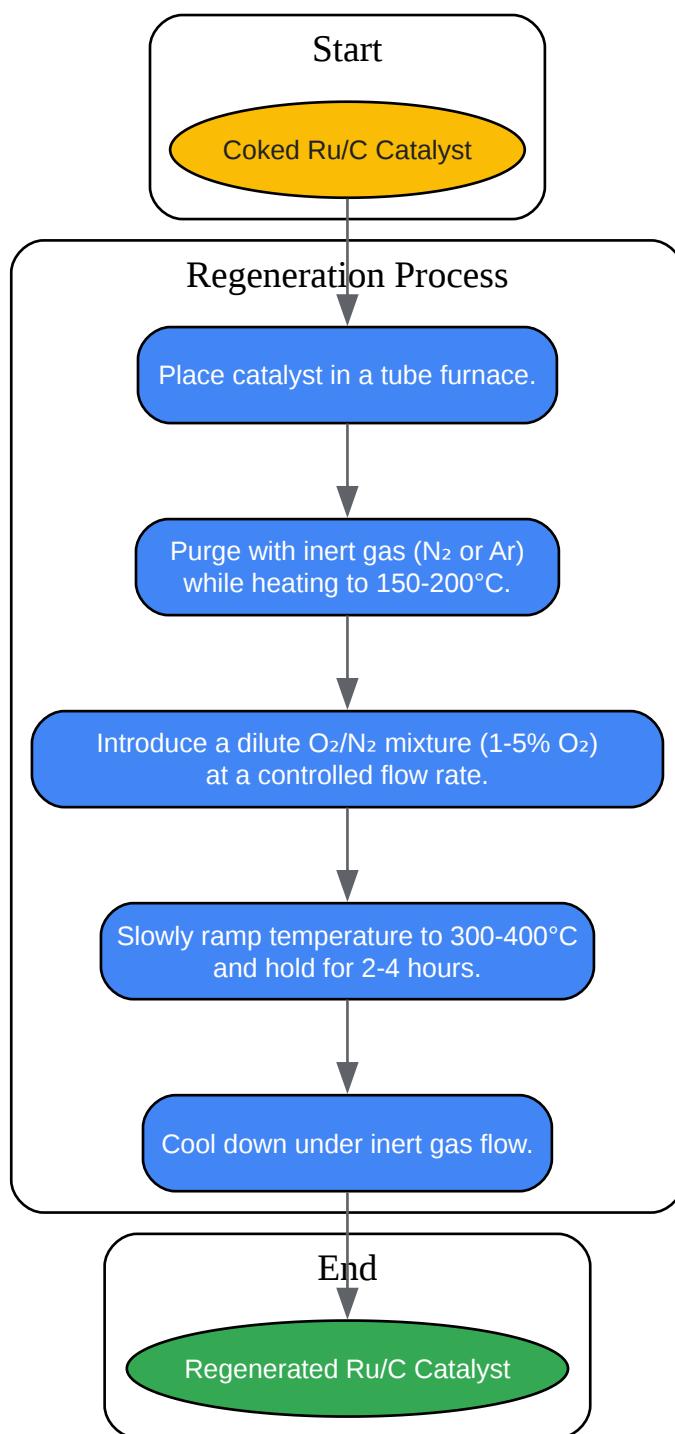 Start
Coked Ru/C Catalyst
Regeneration Process
Place catalyst in a tube furnace.
Purge with inert gas (N₂ or Ar)
while heating to 150-200°C.
Introduce a dilute O₂/N₂ mixture (1-5% O₂)
at a controlled flow rate.
Slowly ramp temperature to 300-400°C
and hold for 2-4 hours.
Cool down under inert gas flow.
End
Regenerated Ru/C Catalyst